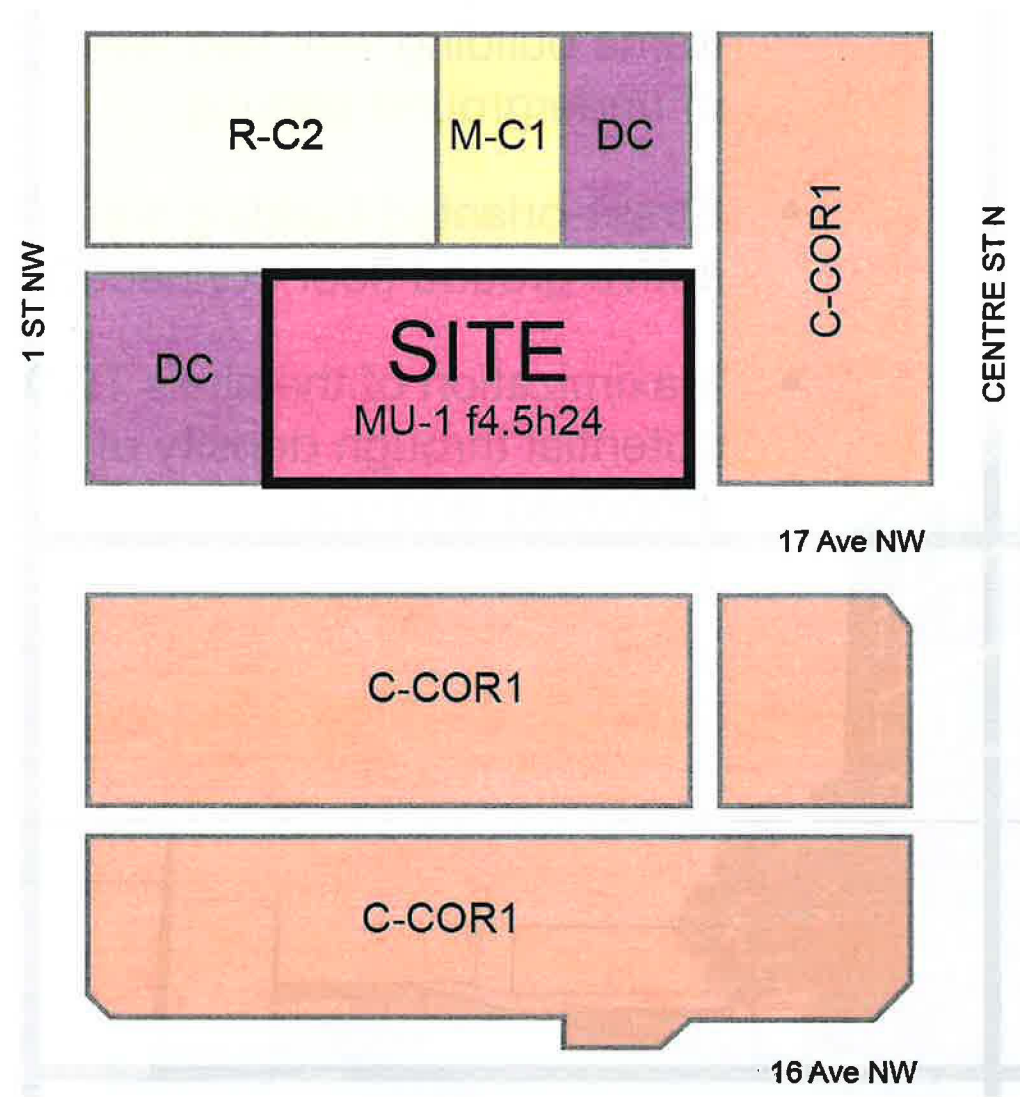 R-C2
M-C1
DC
C-COR1
1 ST NW
CENTRE ST N
DC
SITE
MU-1 f4.5h24
17 Ave NW
C-COR1
C-COR1
16 Ave NW